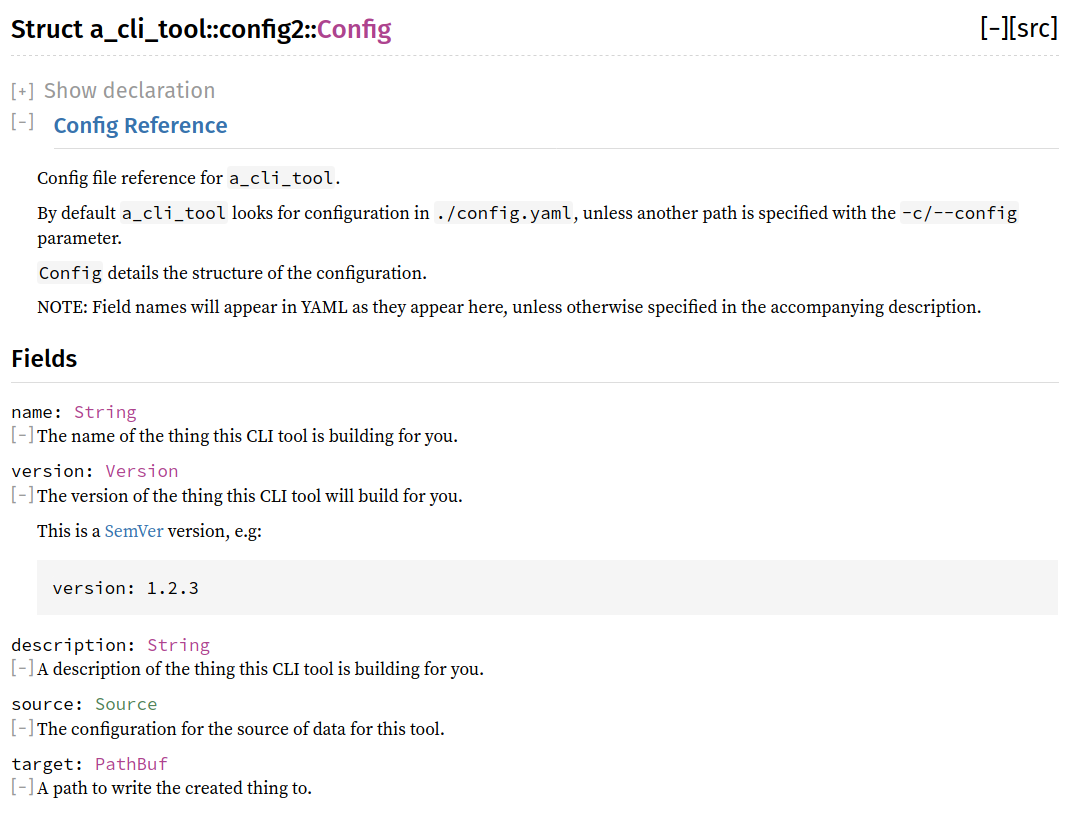 Struct a_cli_tool::config2::Config [-][src]
[+] Show declaration
[-] Config Reference
Config file reference for a_cli_tool.
By default a_cli_tool looks for configuration in ./config.yaml, unless another path is specified with the -c/--config
parameter.
Config details the structure of the configuration.
NOTE: Field names will appear in YAML as they appear here, unless otherwise specified in the accompanying description.
Fields
name: String
[-] The name of the thing this CLI tool is building for you.
version: Version
[-] The version of the thing this CLI tool will build for you.
This is a SemVer version, e.g:
version: 1.2.3
description: String
[-] A description of the thing this CLI tool is building for you.
source: Source
[-] The configuration for the source of data for this tool.
target: PathBuf
[-] A path to write the created thing to.